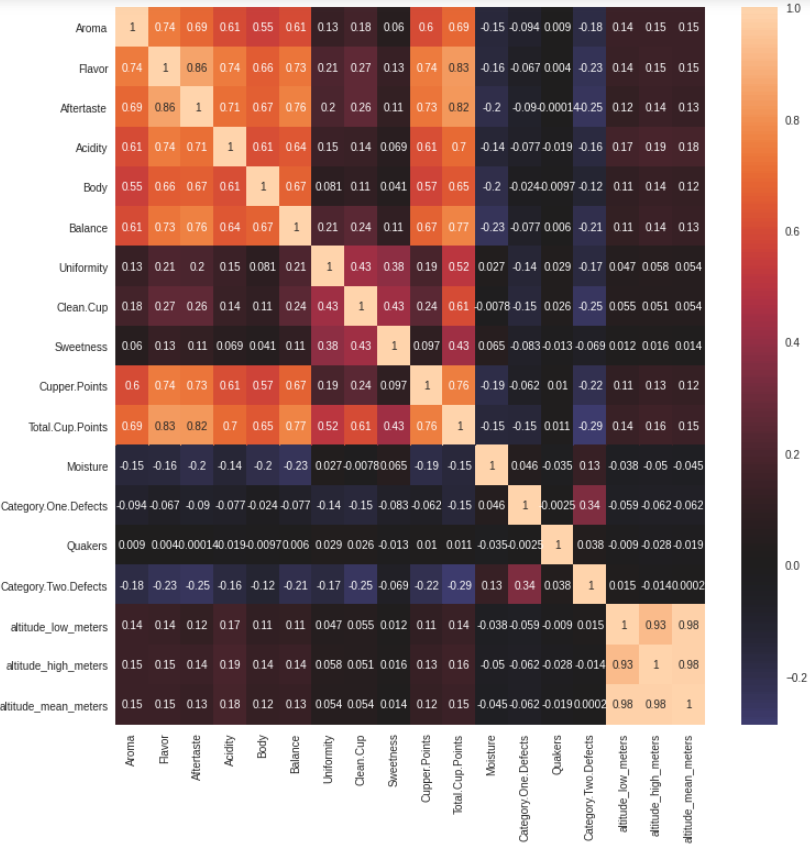 Aroma 1 0.74 0.69 0.61 0.55 0.61 0.13 0.18 0.06 0.6 0.69 -0.15 -0.094 0.009 -0.18 0.14 0.15 0.15
Flavor 0.74 1 0.86 0.74 0.66 0.73 0.21 0.27 0.13 0.74 0.83 -0.16 -0.067 0.004 -0.23 0.14 0.15 0.15
Aftertaste 0.69 0.86 1 0.71 0.67 0.76 0.2 0.26 0.11 0.73 0.82 -0.2 -0.09 -0.00014 -0.25 0.12 0.14 0.13
Acidity 0.61 0.74 0.71 1 0.61 0.64 0.15 0.14 0.069 0.61 0.7 -0.14 -0.077 -0.019 -0.16 0.17 0.19 0.18
Body 0.55 0.66 0.67 0.61 1 0.67 0.081 0.11 0.041 0.57 0.65 -0.2 -0.024 -0.0097 -0.12 0.11 0.14 0.12
Balance 0.61 0.73 0.76 0.64 0.67 1 0.21 0.24 0.11 0.67 0.77 -0.23 -0.077 0.006 -0.21 0.11 0.14 0.13
Uniformity 0.13 0.21 0.2 0.15 0.081 0.21 1 0.43 0.38 0.19 0.52 0.027 -0.14 0.029 -0.17 0.047 0.058 0.054
Clean.Cup 0.18 0.27 0.26 0.14 0.11 0.24 0.43 1 0.43 0.24 0.61 -0.0078 -0.15 0.026 -0.25 0.055 0.051 0.054
Sweetness 0.06 0.13 0.11 0.069 0.041 0.11 0.38 0.43 1 0.097 0.43 0.065 -0.083 -0.013 -0.069 0.012 0.016 0.014
Cupper.Points 0.6 0.74 0.73 0.61 0.57 0.67 0.19 0.24 0.097 1 0.76 -0.19 -0.062 0.01 -0.22 0.11 0.13 0.12
Total.Cup.Points 0.69 0.83 0.82 0.7 0.65 0.77 0.52 0.61 0.43 0.76 1 -0.15 -0.15 0.011 -0.29 0.14 0.16 0.15
Moisture -0.15 -0.16 -0.2 -0.14 -0.2 -0.23 0.027 -0.0078 0.065 -0.19 -0.15 1 0.046 -0.035 0.13 -0.038 -0.05 -0.045
Category.One.Defects -0.094 -0.067 -0.09 -0.077 -0.024 -0.077 -0.14 -0.15 -0.083 -0.062 -0.15 0.046 1 -0.0025 0.34 -0.059 -0.062 -0.062
Quakers 0.009 0.004 -0.00014 -0.019 -0.0097 0.006 0.029 0.026 -0.013 0.01 0.011 -0.035 -0.0025 1 0.038 -0.009 -0.028 -0.019
Category.Two.Defects -0.18 -0.23 -0.25 -0.16 -0.12 -0.21 -0.17 -0.25 -0.069 -0.22 -0.29 0.13 0.34 0.038 1 0.015 -0.014 0.0002
altitude_low_meters 0.14 0.14 0.12 0.17 0.11 0.11 0.047 0.055 0.012 0.11 0.14 -0.038 -0.059 -0.009 0.015 1 0.93 0.98
altitude_high_meters 0.15 0.15 0.14 0.19 0.14 0.14 0.058 0.051 0.016 0.13 0.16 -0.05 -0.062 -0.028 -0.014 0.93 1 0.98
altitude_mean_meters 0.15 0.15 0.13 0.18 0.12 0.13 0.054 0.054 0.014 0.12 0.15 -0.045 -0.062 -0.019 0.0002 0.98 0.98 1
Aroma
Flavor
Aftertaste
Acidity
Body
Balance
Uniformity
Clean.Cup
Sweetness
Cupper.Points
Total.Cup.Points
Moisture
Category.One.Defects
Quakers
Category.Two.Defects
altitude_low_meters
altitude_high_meters
altitude_mean_meters
1.0
0.8
0.6
0.4
0.2
0.0
−0.2